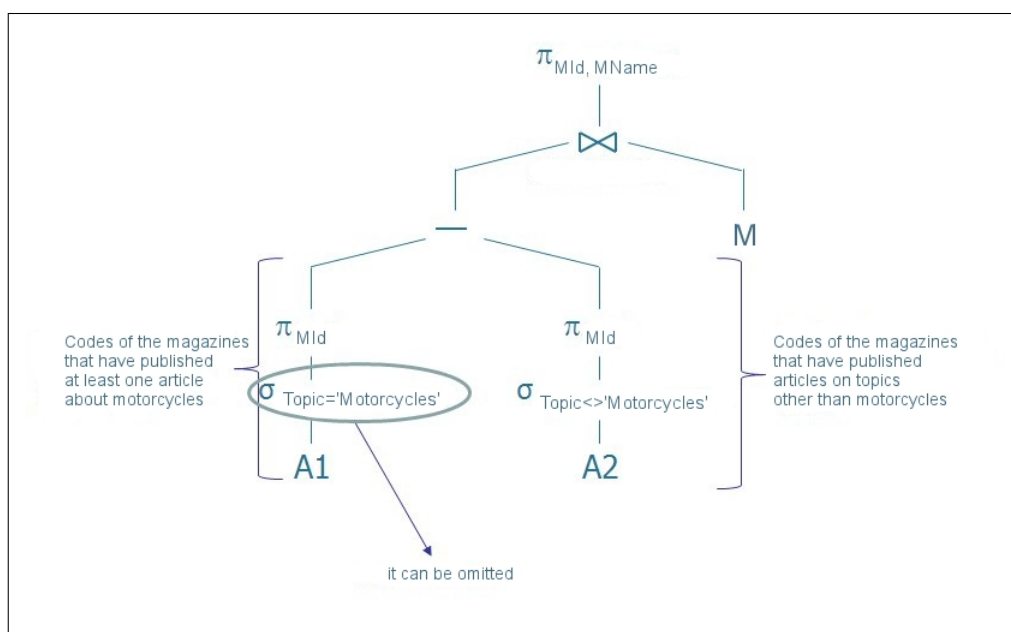 π MId, MName
⋈
—
M
π MId
π MId
Codes of the magazines
that have published
at least one article
about motorcycles
Codes of the magazines
that have published
articles on topics
other than motorcycles
σ Topic='Motorcycles'
σ Topic<>'Motorcycles'
A1
A2
it can be omitted